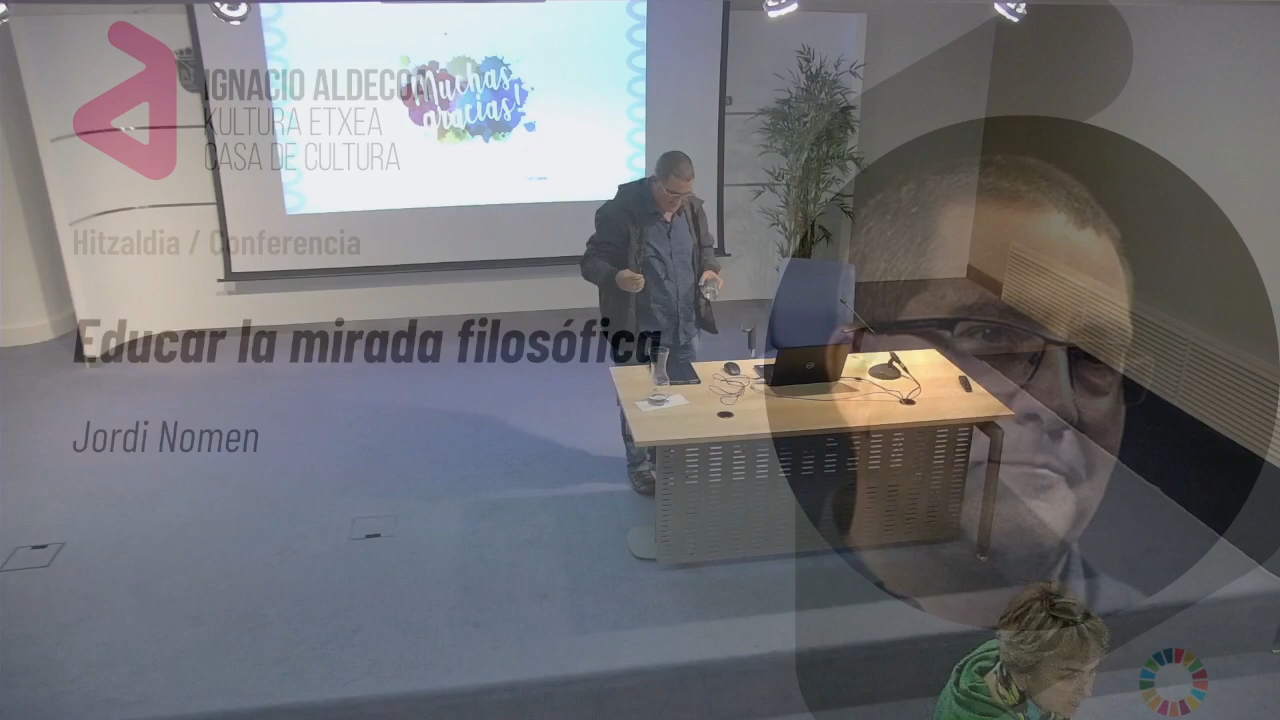 IGNACIO ALDECOA
KULTURA ETXEA
CASA DE CULTURA
Muchas
gracias!
Hitzaldia / Conferencia
Educar la mirada filosófica
Jordi Nomen